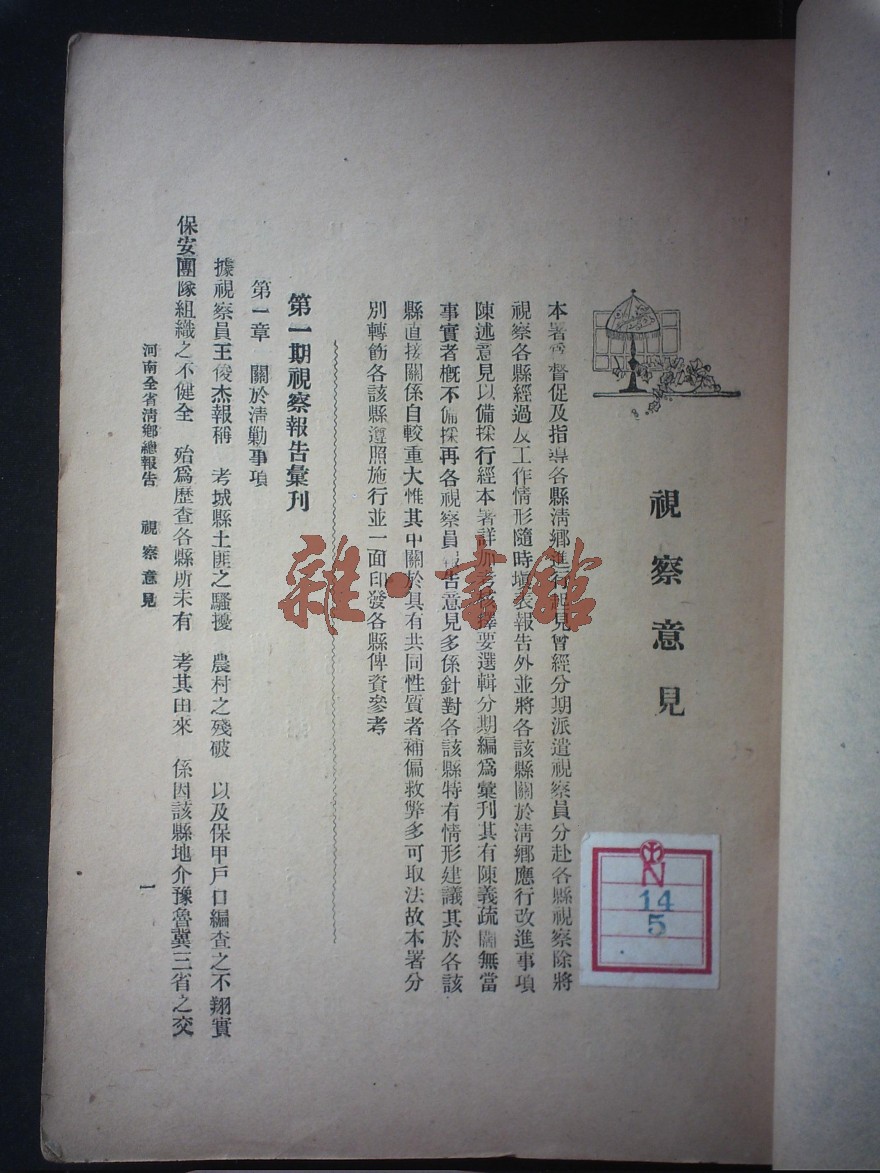 視察意見
本署為督促及指導各縣清鄉進行起見曾經分期派遣視察員分赴各縣視察除將
視察各縣經過及工作情形隨時塡表報告外並將各該縣關於清鄉應行改進事項
陳述意見以備採行經本署詳加擇要選輯分期編為彙刊其有陳義疏闊無當
事實者概不備採再各視察員報告意見多係針對各該縣特有情形建議其於各該
縣直接關係自較重大惟其中關於具有共同性質者補偏救弊多可取法故本署分
別轉飭各該縣遵照施行並一面印發各縣俾資參考
第一期視察報告彙刊
第一章 關於清勦事項
據視察員王俊杰報稱 考城縣土匪之騷擾 農村之殘破 以及保甲戶口編查之不翔實
保安團隊組織之不健全 殆為歷查各縣所未有 考其由來 係因該縣地介豫魯冀三省之交
河南全省清鄉總報告 視察意見
一
N
14
5
雜·書館